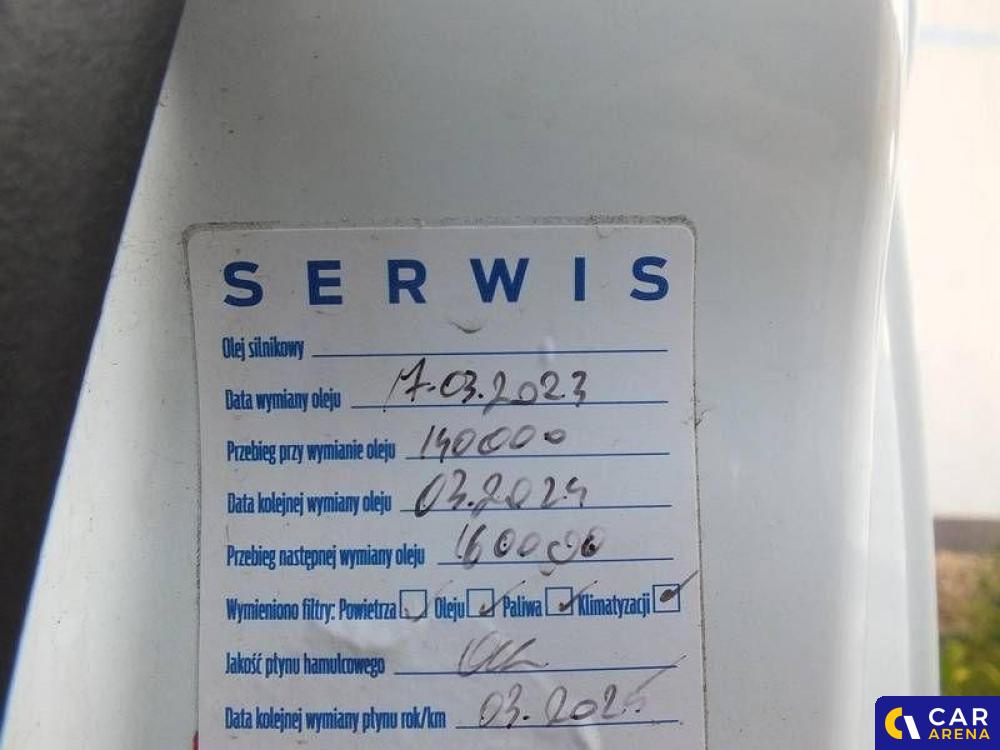 SERWIS
Olej silnikowy
Data wymiany oleju 17.03.2023
Przebieg przy wymianie oleju 140000
Data kolejnej wymiany oleju 03.2024
Przebieg następnej wymiany oleju 160000
Wymieniono filtry: Powietrza Oleju Paliwa Klimatyzacji
Jakość płynu hamulcowego
Data kolejnej wymiany płynu rok/km 03.2025
CAR
ARENA